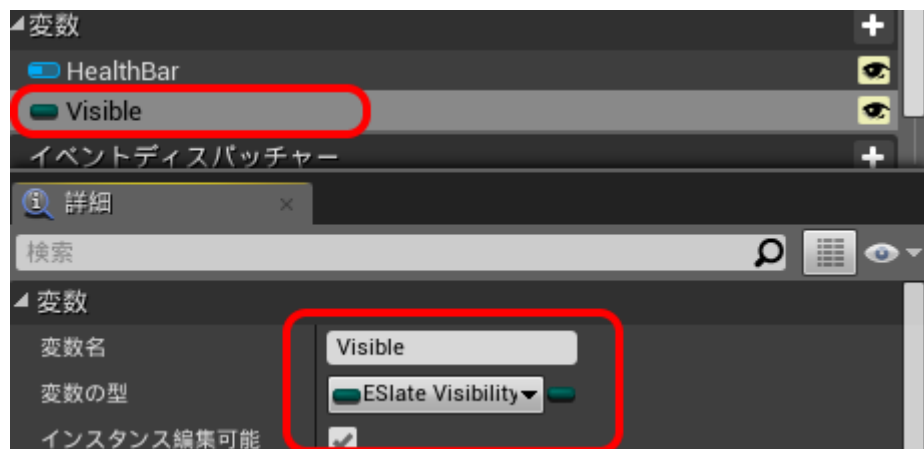 変数
HealthBar
Visible
イベントディスパッチャー
詳細
検索
変数
変数名 Visible
変数の型 ESlate Visibility
インスタンス編集可能